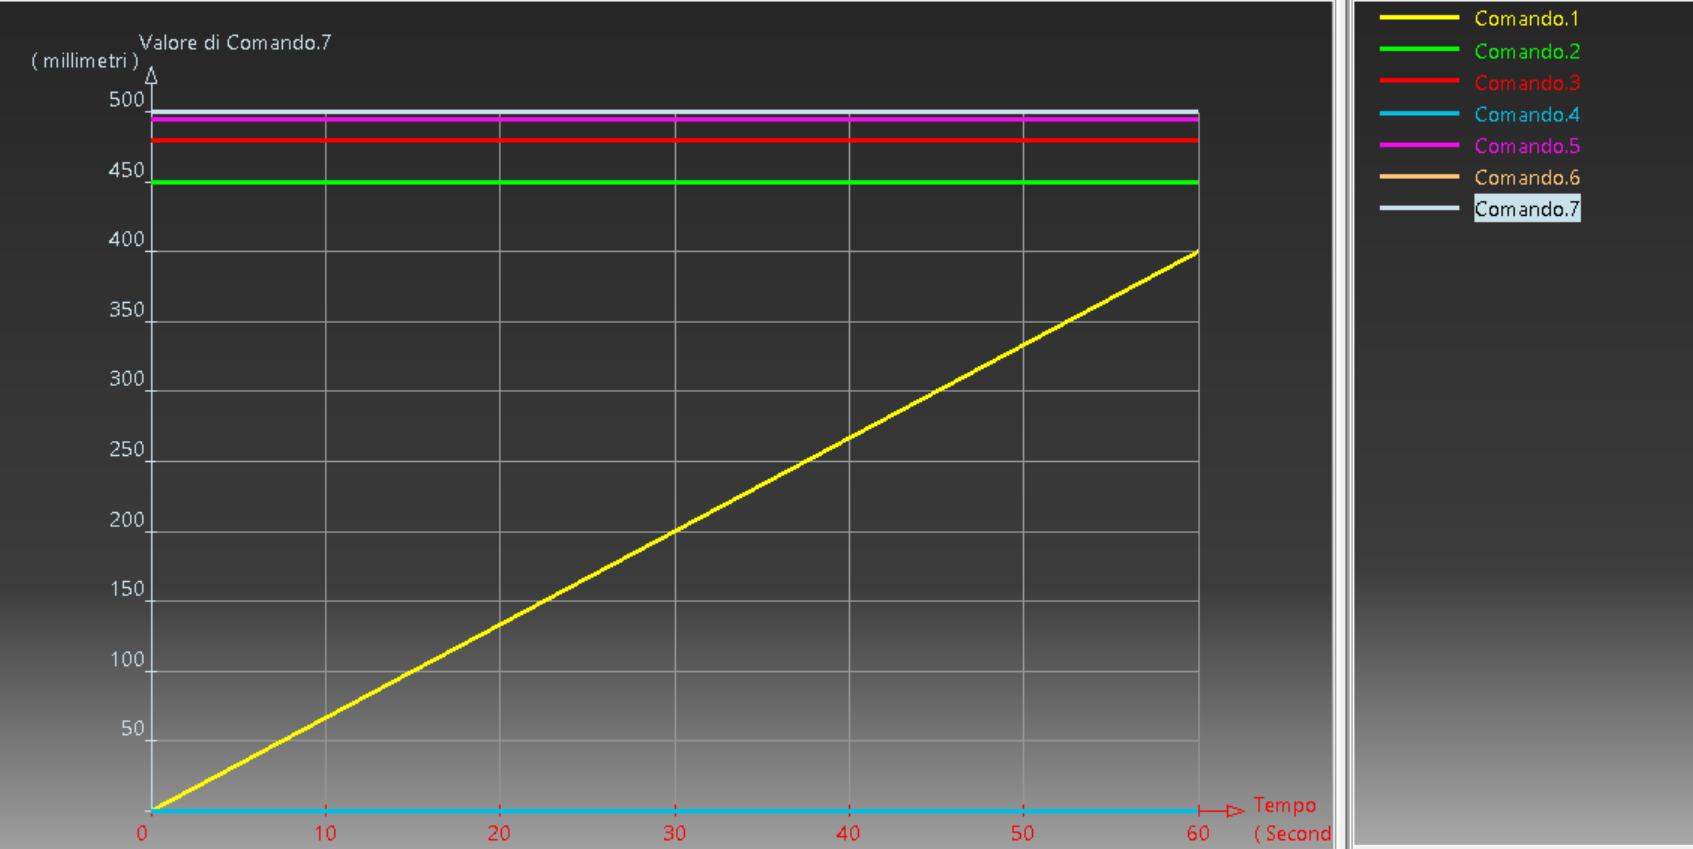 Valore di Comando.7
( millimetri )
500
450
400
350
300
250
200
150
100
50
0 10 20 30 40 50 60
Tempo
( Second
Comando.1
Comando.2
Comando.3
Comando.4
Comando.5
Comando.6
Comando.7